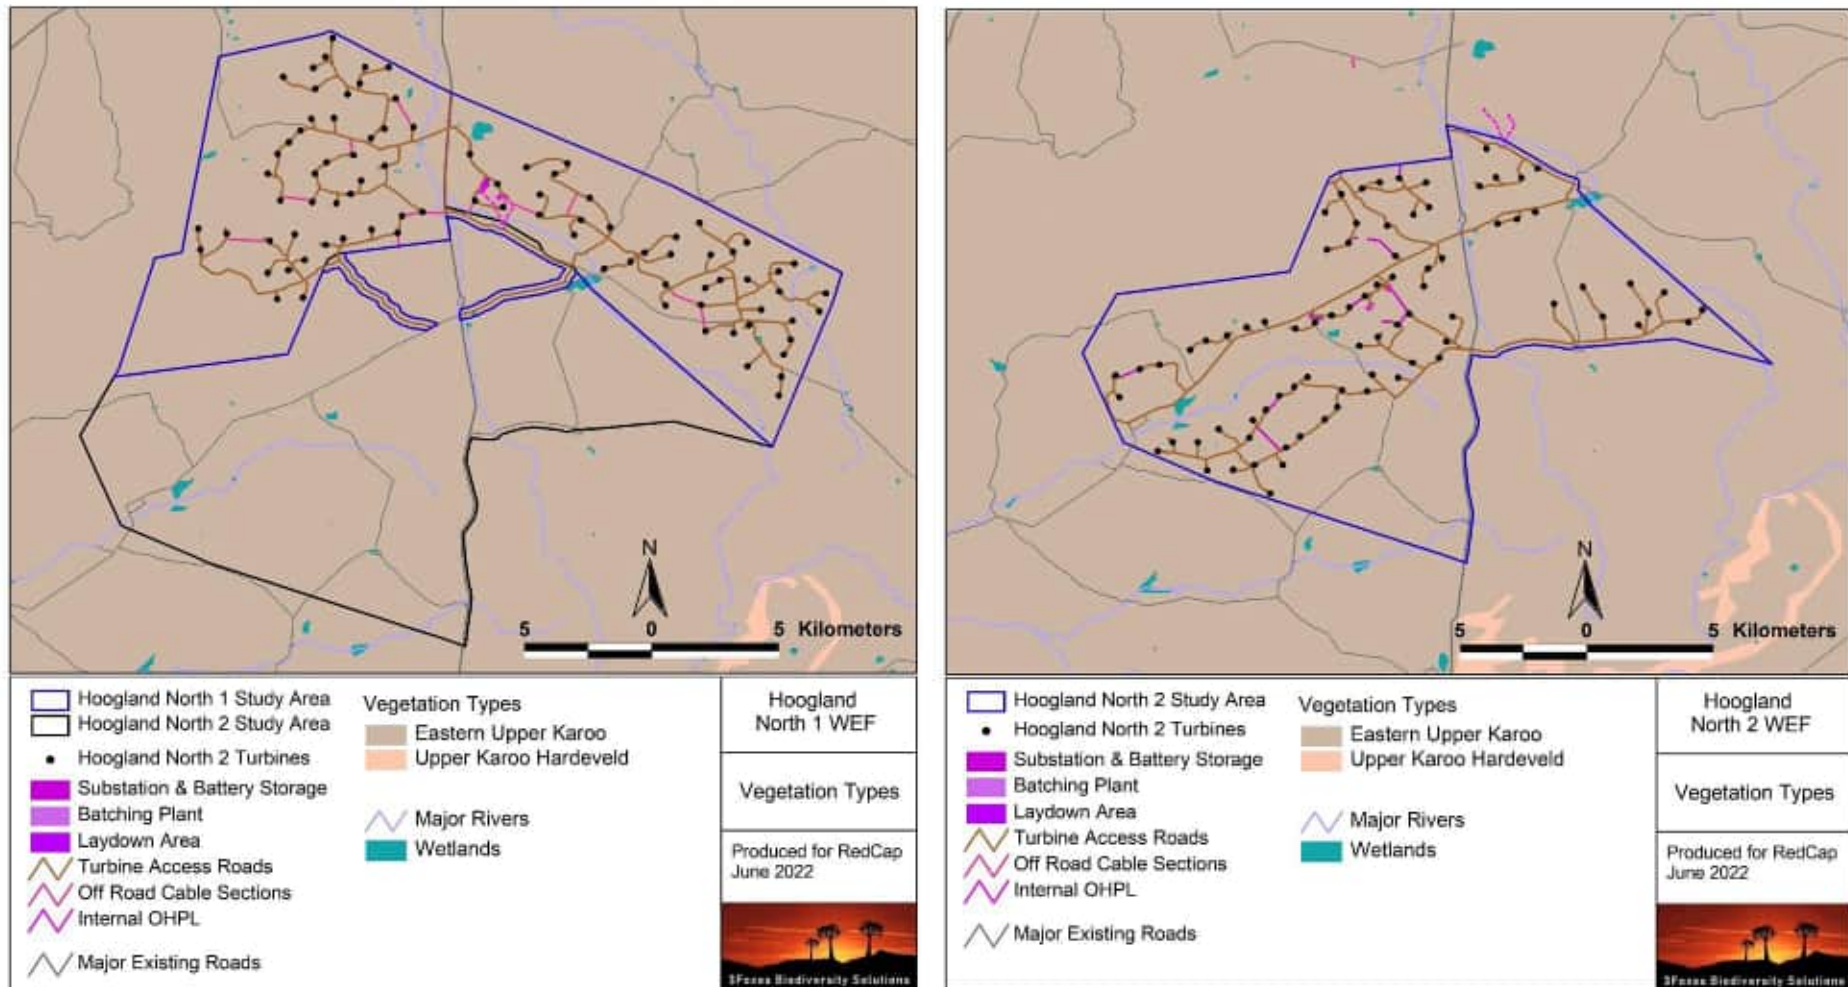 N
5 0 5 Kilometers
Hoogland North 1 Study Area
Hoogland North 2 Study Area
Hoogland North 2 Turbines
Substation & Battery Storage
Batching Plant
Laydown Area
Turbine Access Roads
Off Road Cable Sections
Internal OHPL
Major Existing Roads
Vegetation Types
Eastern Upper Karoo
Upper Karoo Hardeveld
Major Rivers
Wetlands
Hoogland
North 1 WEF
Vegetation Types
Produced for RedCap
June 2022
3Foxes Biodiversity Solutions
N
5 0 5 Kilometers
Hoogland North 2 Study Area
Hoogland North 2 Turbines
Substation & Battery Storage
Batching Plant
Laydown Area
Turbine Access Roads
Off Road Cable Sections
Internal OHPL
Major Existing Roads
Vegetation Types
Eastern Upper Karoo
Upper Karoo Hardeveld
Major Rivers
Wetlands
Hoogland
North 2 WEF
Vegetation Types
Produced for RedCap
June 2022
3Foxes Biodiversity Solutions